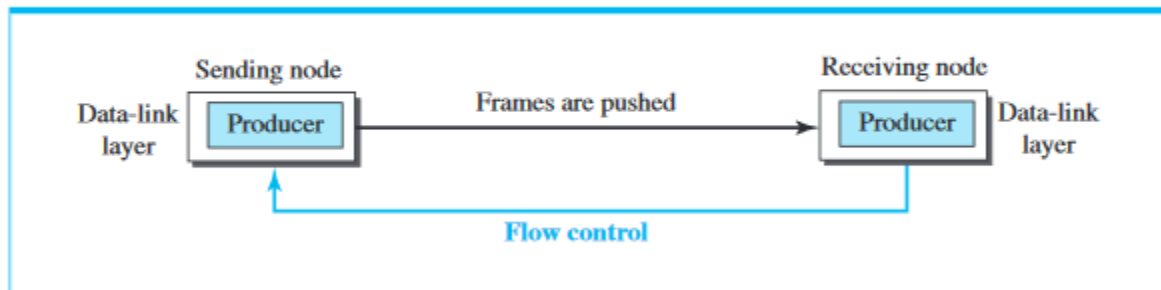 Sending node
Receiving node
Data-link
layer
Producer
Frames are pushed
Producer
Data-link
layer
Flow control